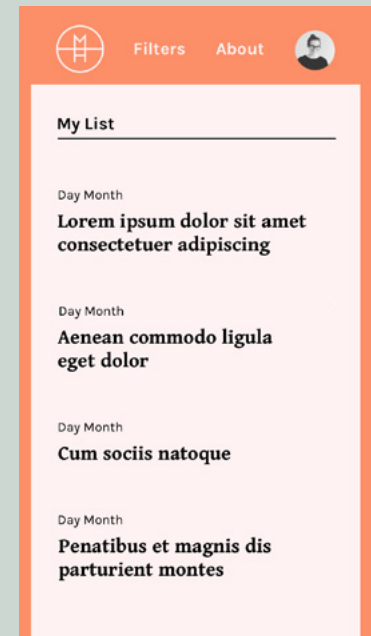 MH
Filters About
My List
Day Month
Lorem ipsum dolor sit amet
consectetuer adipiscing
Day Month
Aenean commodo ligula
eget dolor
Day Month
Cum sociis natoque
Day Month
Penatibus et magnis dis
parturient montes